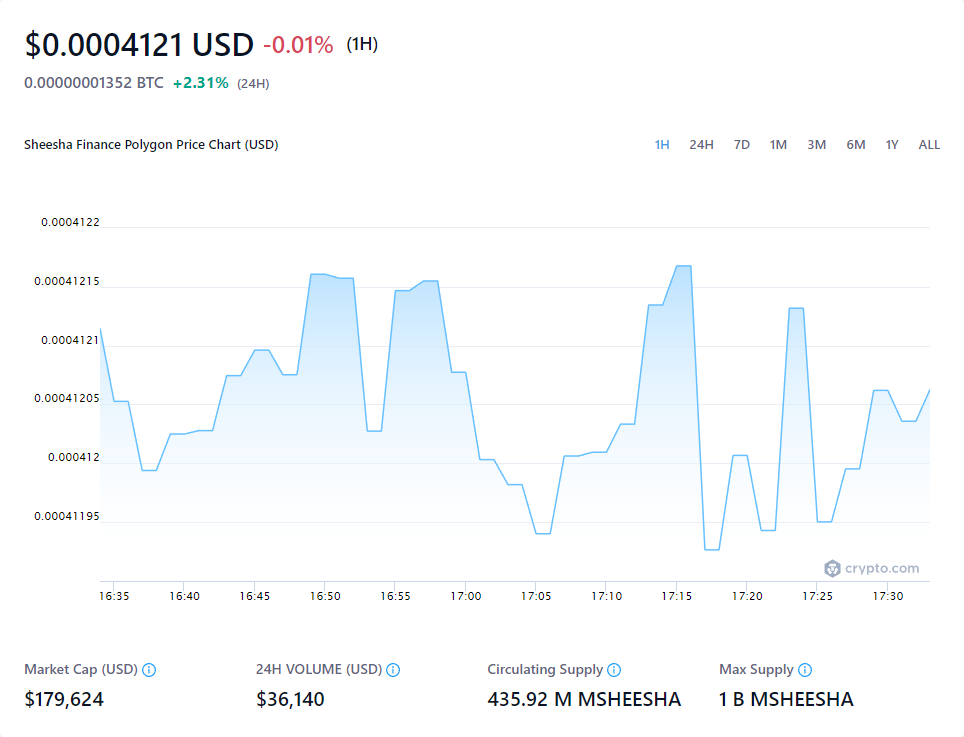 $0.0004121 USD -0.01% (1H)
0.00000001352 BTC +2.31% (24H)
Sheesha Finance Polygon Price Chart (USD) 1H 24H 7D 1M 3M 6M 1Y ALL
0.0004122
0.00041215
0.0004121
0.00041205
0.000412
0.00041195
crypto.com
16:35 16:40 16:45 16:50 16:55 17:00 17:05 17:10 17:15 17:20 17:25 17:30
Market Cap (USD) 24H VOLUME (USD) Circulating Supply Max Supply
$179,624 $36,140 435.92 M MSHEESHA 1 B MSHEESHA